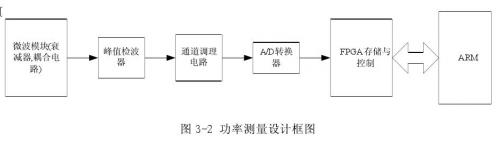 微波模块(衰
减器,耦合电
路)
峰值检波
器
通道调理
电路
A/D转换
器
FPGA存储与
控制
ARM
图 3-2 功率测量设计框图